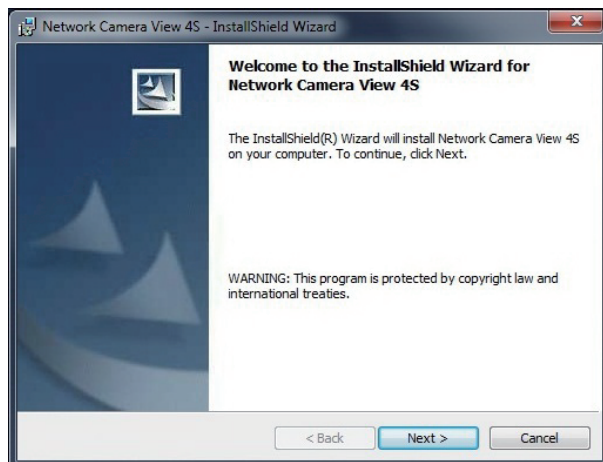 Network Camera View 4S - InstallShield Wizard
Welcome to the InstallShield Wizard for
Network Camera View 4S
The InstallShield(R) Wizard will install Network Camera View 4S
on your computer. To continue, click Next.
WARNING: This program is protected by copyright law and
international treaties.
< Back
Next >
Cancel